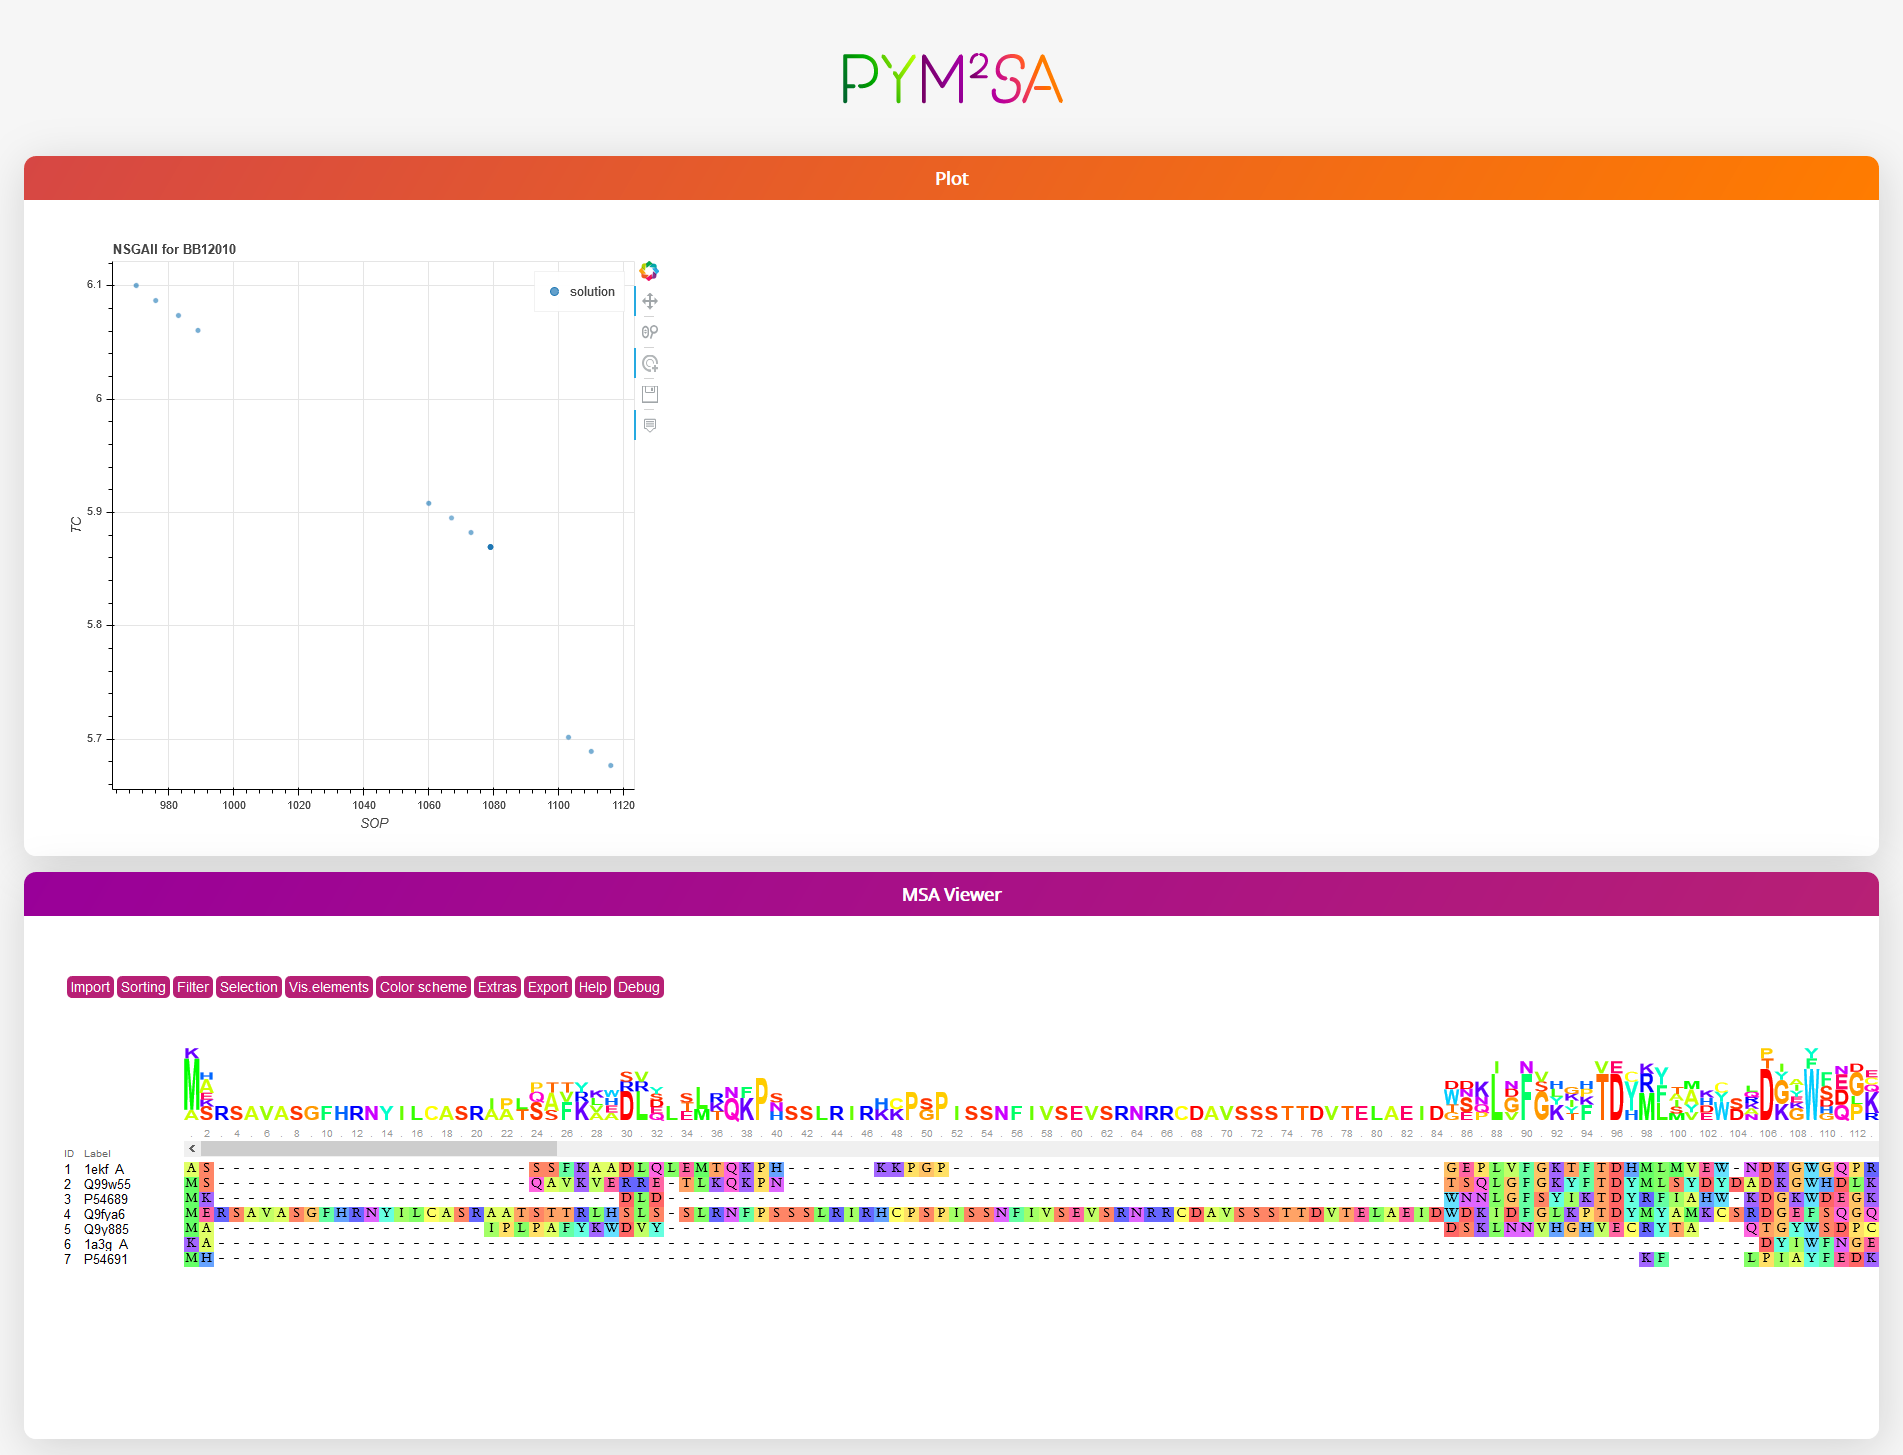 PYM²SA
Plot
NSGAII for BB12010
solution
6.1
6
5.9
5.8
5.7
TC
980 1000 1020 1040 1060 1080 1100 1120
SOP
MSA Viewer
Import Sorting Filter Selection Vis.elements Color scheme Extras Export Help Debug
. 2 . 4 . 6 . 8 . 10 . 12 . 14 . 16 . 18 . 20 . 22 . 24 . 26 . 28 . 30 . 32 . 34 . 36 . 38 . 40 . 42 . 44 . 46 . 48 . 50 . 52 . 54 . 56 . 58 . 60 . 62 . 64 . 66 . 68 . 70 . 72 . 74 . 76 . 78 . 80 . 82 . 84 . 86 . 88 . 90 . 92 . 94 . 96 . 98 . 100 . 102 . 104 . 106 . 108 . 110 . 112 .
ID Label
1 1ekf A AS---------------------SSFKAADLQLEMTQKPH------KKPGP---------------------------------GEPLVFGKTFTDHMLMVEW-NDKGWGQPR
2 Q99w55 MS---------------------QAVKVERRE-TLKQKPN--------------------------------------------TSQLGFGKYFTDYMLSYDYDADKGWHDLK
3 P54689 MK---------------------------DLD----------------------------------------------------WNNLGFSYIKTDYRFIAHW-KDGKWDEGK
4 Q9fya6 MERSAVASGFHRNYILCASRAATSTTRLHSLS-SLRNFPSSSLRIRHCPSPISSNFIVSEVSRNRRCDAVSSSTTDVTELAEIDWDKIDFGLKPTDYMYAMKCSRDGEFSQGQ
5 Q9y885 MA------------------IPLPAFYKWDVY----------------------------------------------------DSKLNNVHGHVECRYTA---QTGYWSDPC
6 1a3g A KA-------------------------------------------------------------------------------------------------------DYIWFNGE
7 P54691 MH-----------------------------------------------------------------------------------------------KF-----LPIAYFEDK